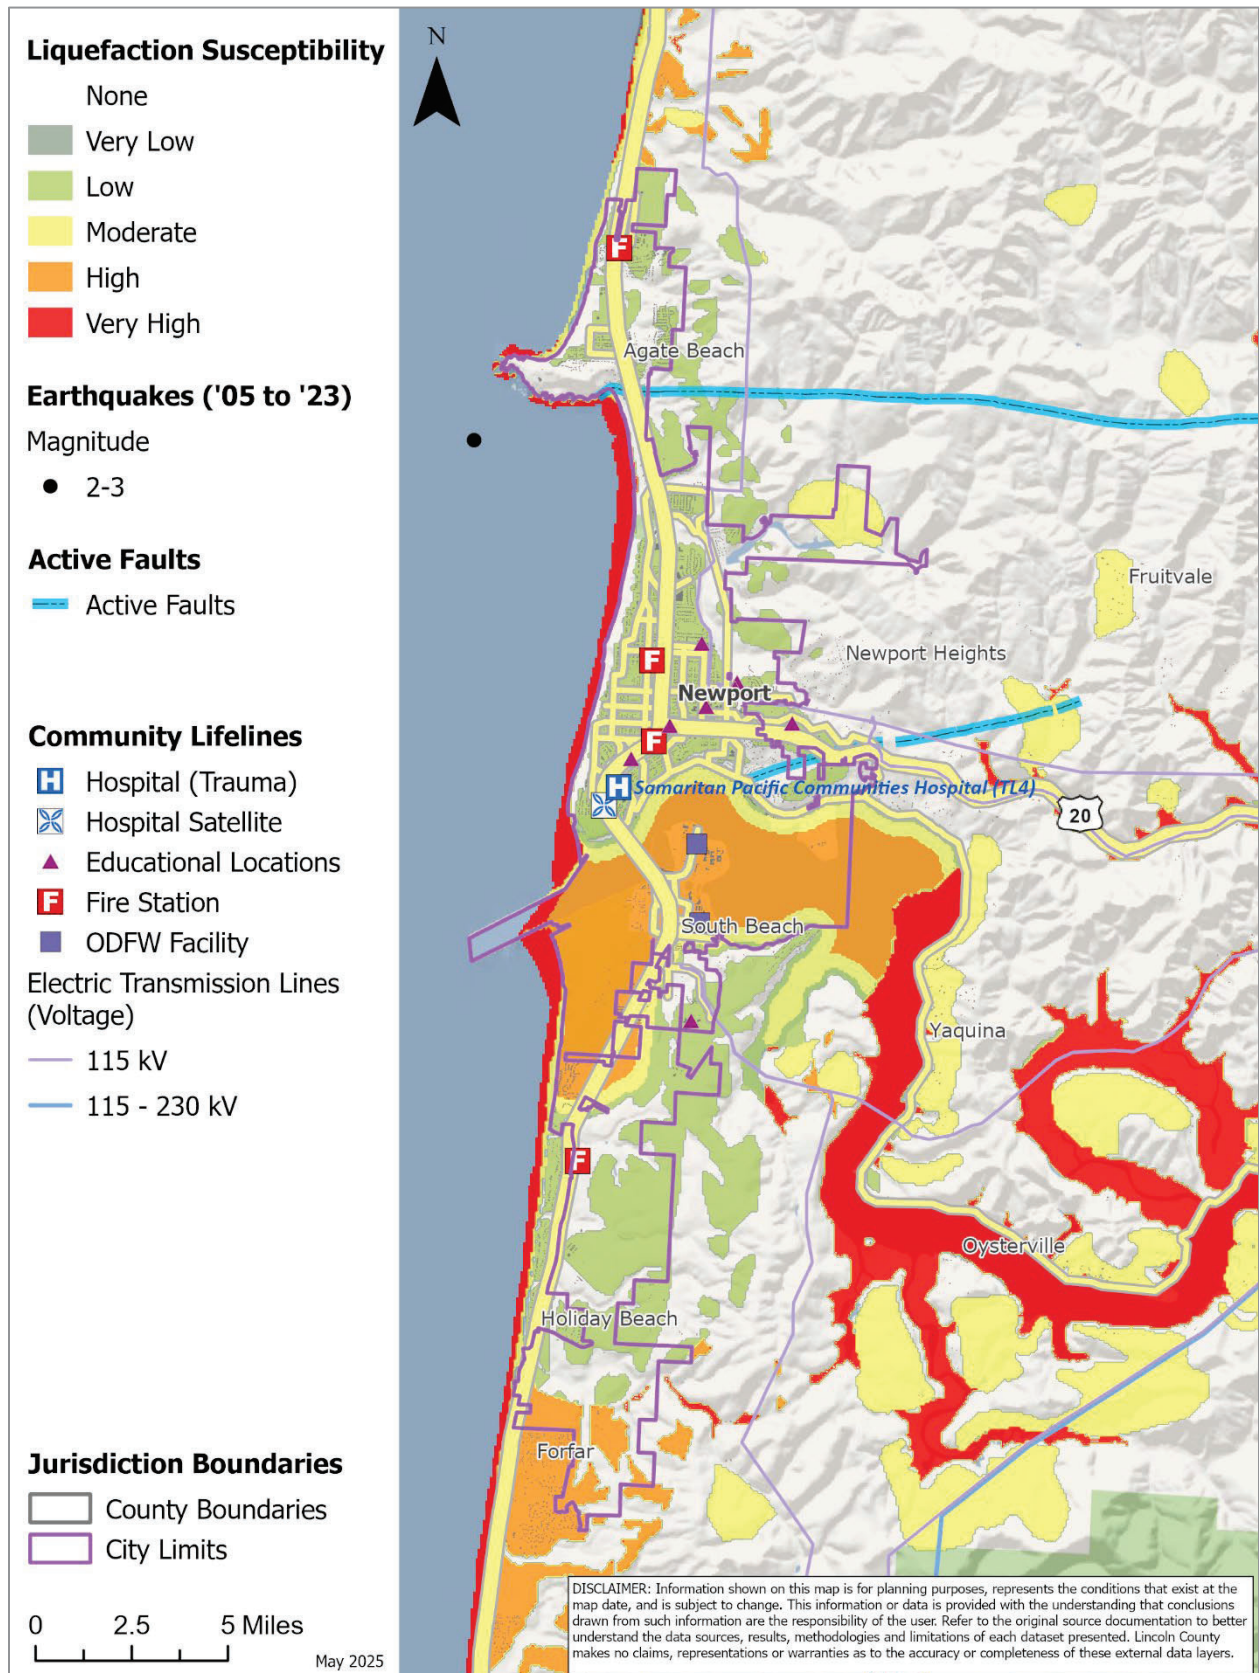 Liquefaction Susceptibility
None
Very Low
Low
Moderate
High
Very High
Earthquakes ('05 to '23)
Magnitude
2-3
Active Faults
Active Faults
Community Lifelines
H Hospital (Trauma)
Hospital Satellite
Educational Locations
F Fire Station
ODFW Facility
Electric Transmission Lines
(Voltage)
115 kV
115 - 230 kV
Jurisdiction Boundaries
County Boundaries
City Limits
0 2.5 5 Miles
May 2025
N
F
Agate Beach
Fruitvale
Newport Heights
F
Newport
F
H Samaritan Pacific Communities Hospital (TL4)
20
South Beach
Yaquina
F
Oysterville
Holiday Beach
Forfar
DISCLAIMER: Information shown on this map is for planning purposes, represents the conditions that exist at the
map date, and is subject to change. This information or data is provided with the understanding that conclusions
drawn from such information are the responsibility of the user. Refer to the original source documentation to better
understand the data sources, results, methodologies and limitations of each dataset presented. Lincoln County
makes no claims, representations or warranties as to the accuracy or completeness of these external data layers.